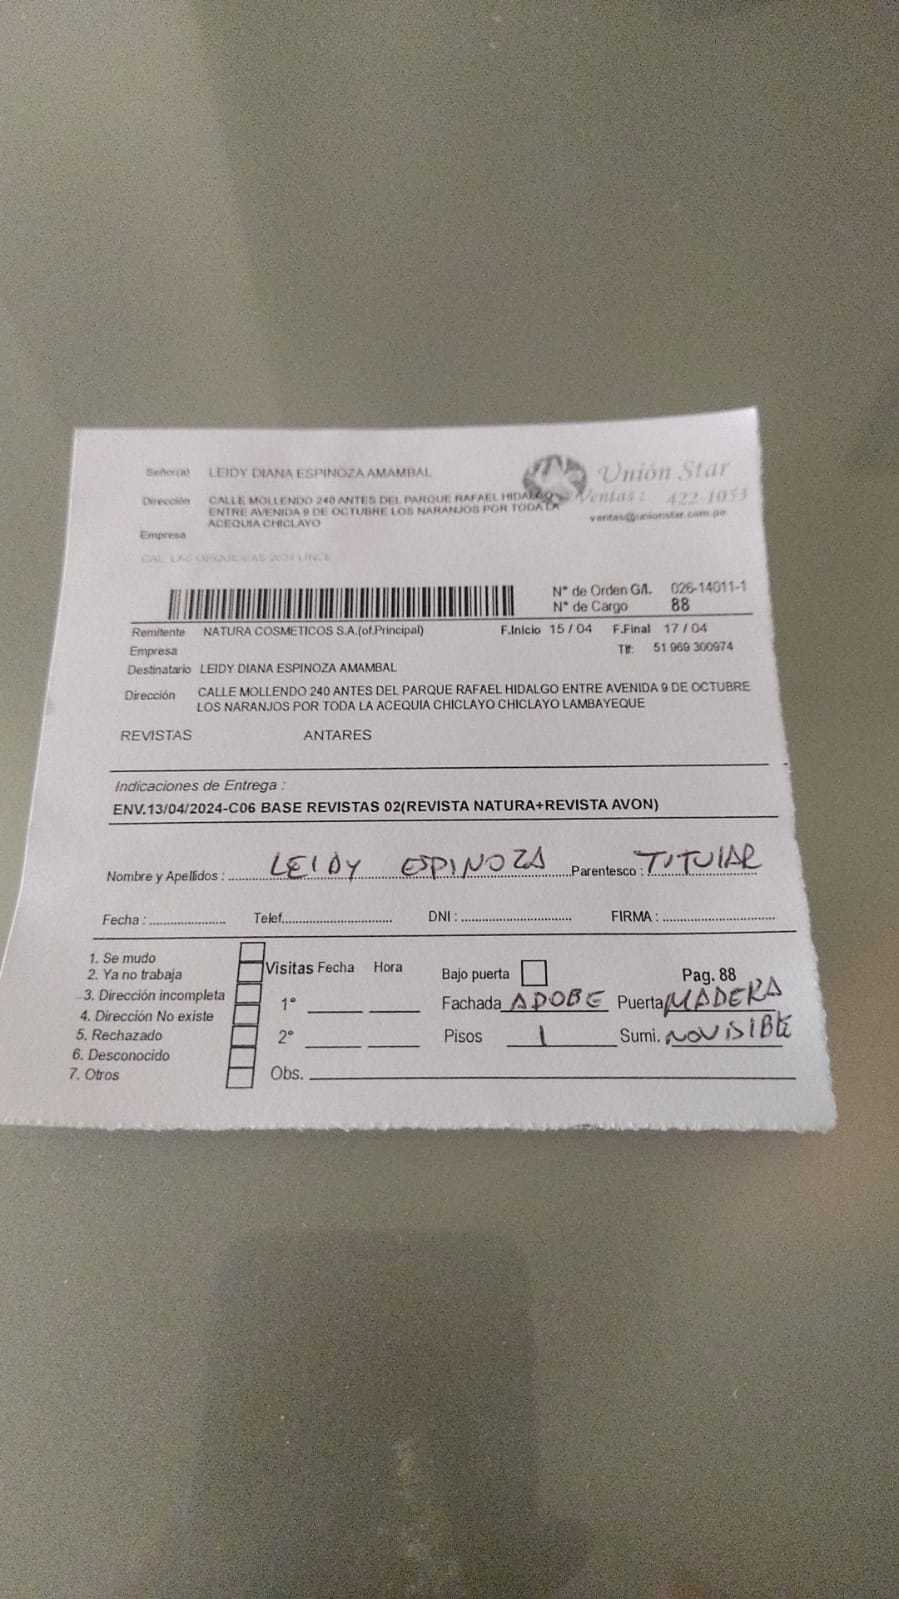 Señor(a) LEIDY DIANA ESPINOZA AMAMBAL
Unión Star
Ventas: 422-1053
ventas@unionstar.com.pe
Dirección CALLE MOLLENDO 240 ANTES DEL PARQUE RAFAEL HIDALGO
ENTRE AVENIDA 9 DE OCTUBRE LOS NARANJOS POR TODA LA
ACEQUIA CHICLAYO
Empresa
N° de Orden G/I. 026-14011-1
N° de Cargo 88
Remitente NATURA COSMETICOS S.A.(of.Principal) F.Inicio 15 / 04 F.Final 17 / 04
Empresa Tlf: 51 969 300974
Destinatario LEIDY DIANA ESPINOZA AMAMBAL
Dirección CALLE MOLLENDO 240 ANTES DEL PARQUE RAFAEL HIDALGO ENTRE AVENIDA 9 DE OCTUBRE
LOS NARANJOS POR TODA LA ACEQUIA CHICLAYO CHICLAYO LAMBAYEQUE
REVISTAS ANTARES
Indicaciones de Entrega :
ENV.13/04/2024-C06 BASE REVISTAS 02(REVISTA NATURA+REVISTA AVON)
Nombre y Apellidos : LEIDY ESPINOZA Parentesco : TITULAR
Fecha : Telef. DNI : FIRMA :
1. Se mudo
2. Ya no trabaja
3. Dirección incompleta
4. Dirección No existe
5. Rechazado
6. Desconocido
7. Otros
Visitas Fecha Hora
1°
2°
Obs.
Bajo puerta Pag. 88
Fachada ADOBE Puerta MADERA
Pisos 1 Sumi. NO VISIBLE